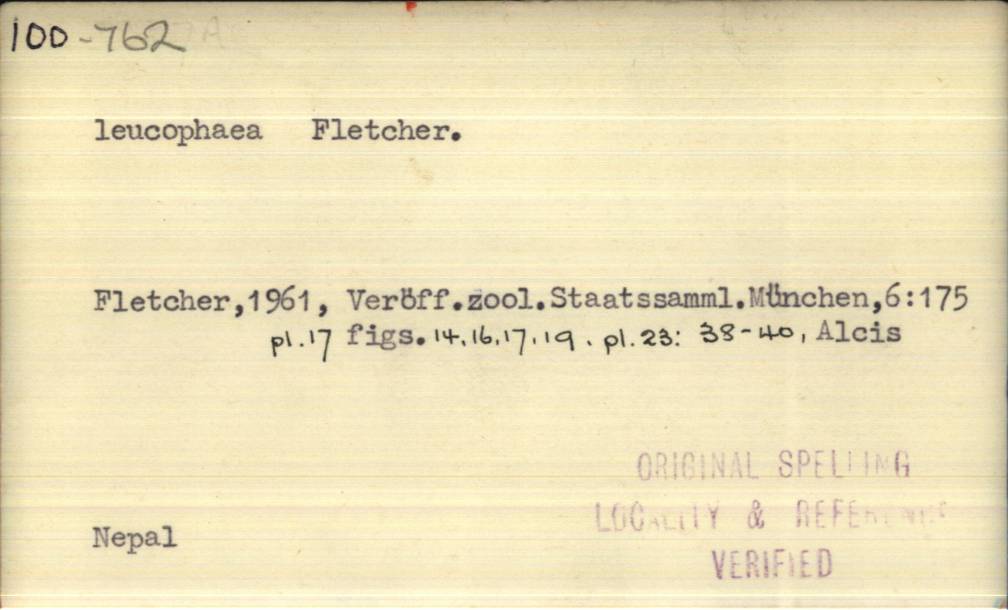 100-762
leucophaea Fletcher.
Fletcher,1961, Veröff.zool.Staatssamml.München,6:175
pl.17 figs.14.16.17.19. pl.23: 38-40, Alcis
ORIGINAL SPELLING
LOCALITY & REFERENCE
Nepal
VERIFIED